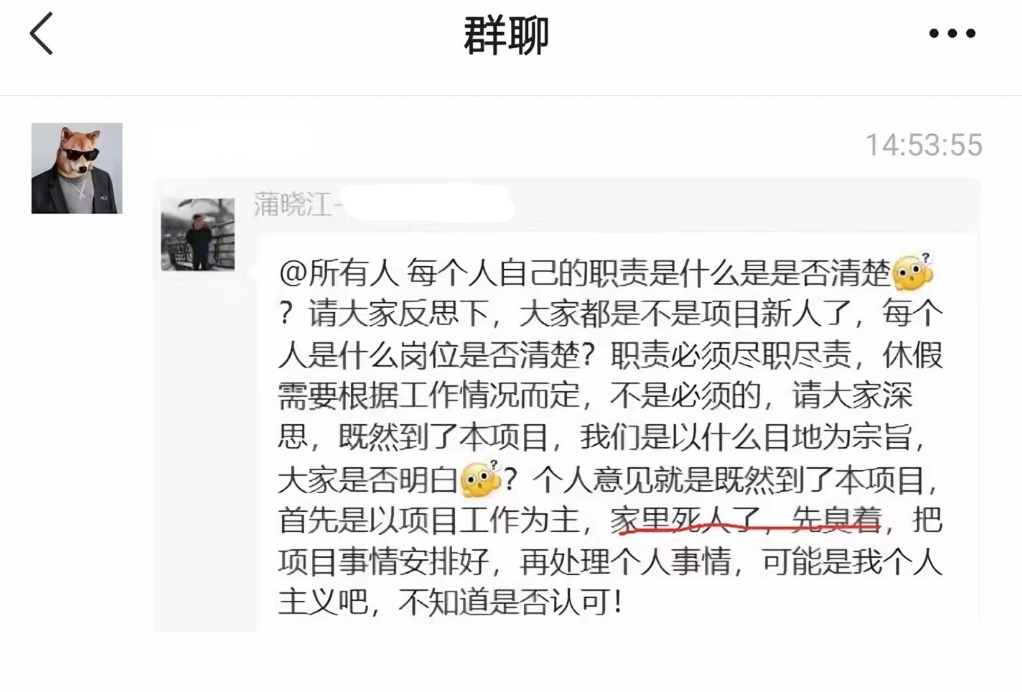 群聊
14:53:55
蒲晓江-
@所有人 每个人自己的职责是什么是是否清楚
？请大家反思下，大家都是不是项目新人了，每个
人是什么岗位是否清楚？职责必须尽职尽责，休假
需要根据工作情况而定，不是必须的，请大家深
思，既然到了本项目，我们是以什么目地为宗旨，
大家是否明白？个人意见就是既然到了本项目，
首先是以项目工作为主，家里死人了，先臭着，把
项目事情安排好，再处理个人事情，可能是我个人
主义吧，不知道是否认可！